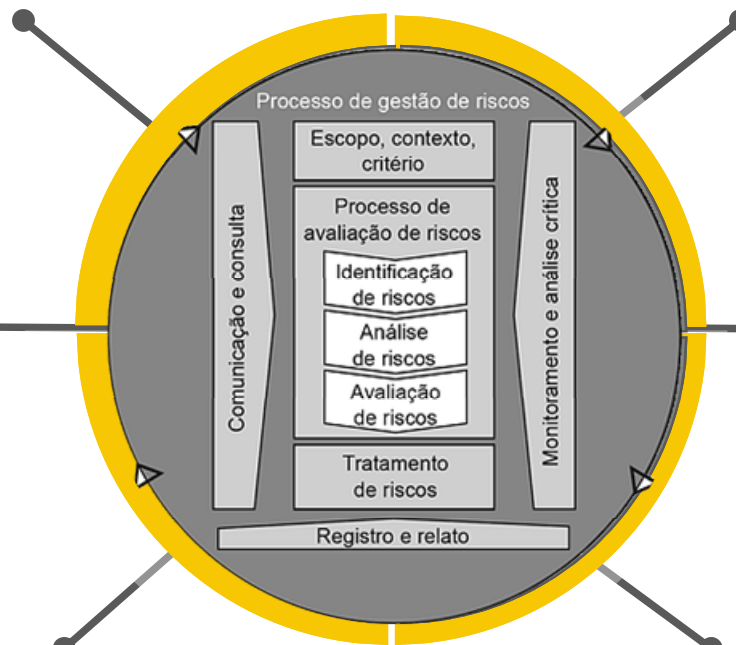 Processo de gestão de riscos
Escopo, contexto,
critério
Processo de
avaliação de riscos
Identificação
de riscos
Análise
de riscos
Avaliação
de riscos
Tratamento
de riscos
Comunicação e consulta
Monitoramento e análise crítica
Registro e relato